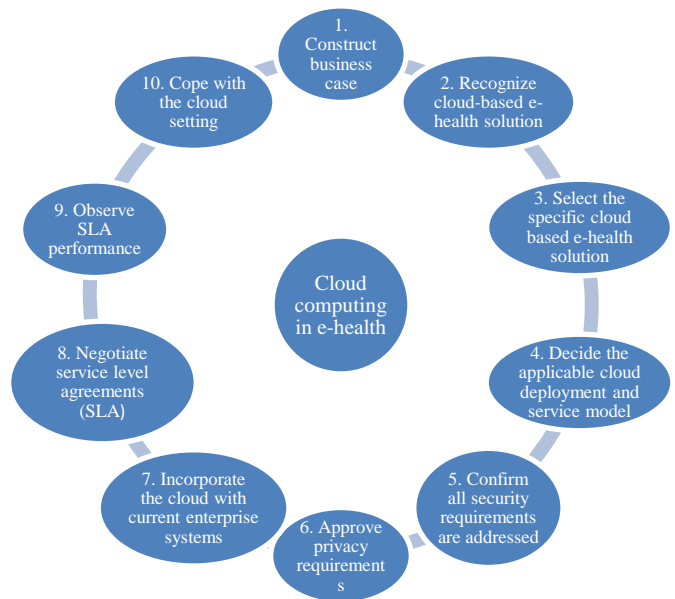 1.
Construct
business
case
2. Recognize
cloud-based e-
health solution
3. Select the
specific cloud
based e-health
solution
4. Decide the
applicable cloud
deployment and
service model
5. Confirm
all security
requirements
are addressed
6. Approve
privacy
requirement
s
7. Incorporate
the cloud with
current enterprise
systems
8. Negotiate
service level
agreements
(SLA)
9. Observe
SLA
performance
10. Cope with
the cloud
setting
Cloud
computing
in e-health